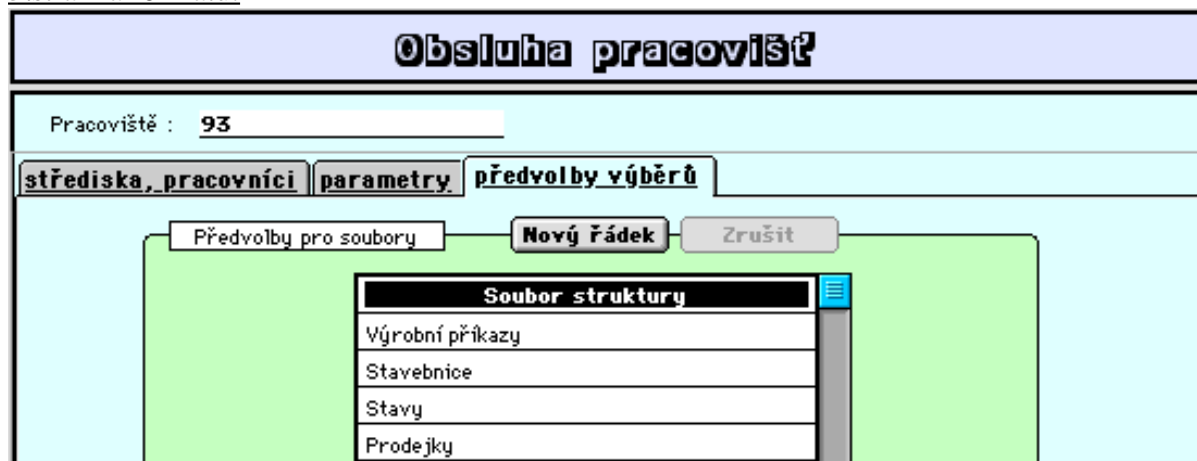 Obsluha pracovišť
Pracoviště : 93
střediska, pracovníci parametry předvolby výběrů
Předvolby pro soubory Nový řádek Zrušit
Soubor struktury
Výrobní příkazy
Stavebnice
Stavy
Prodejky